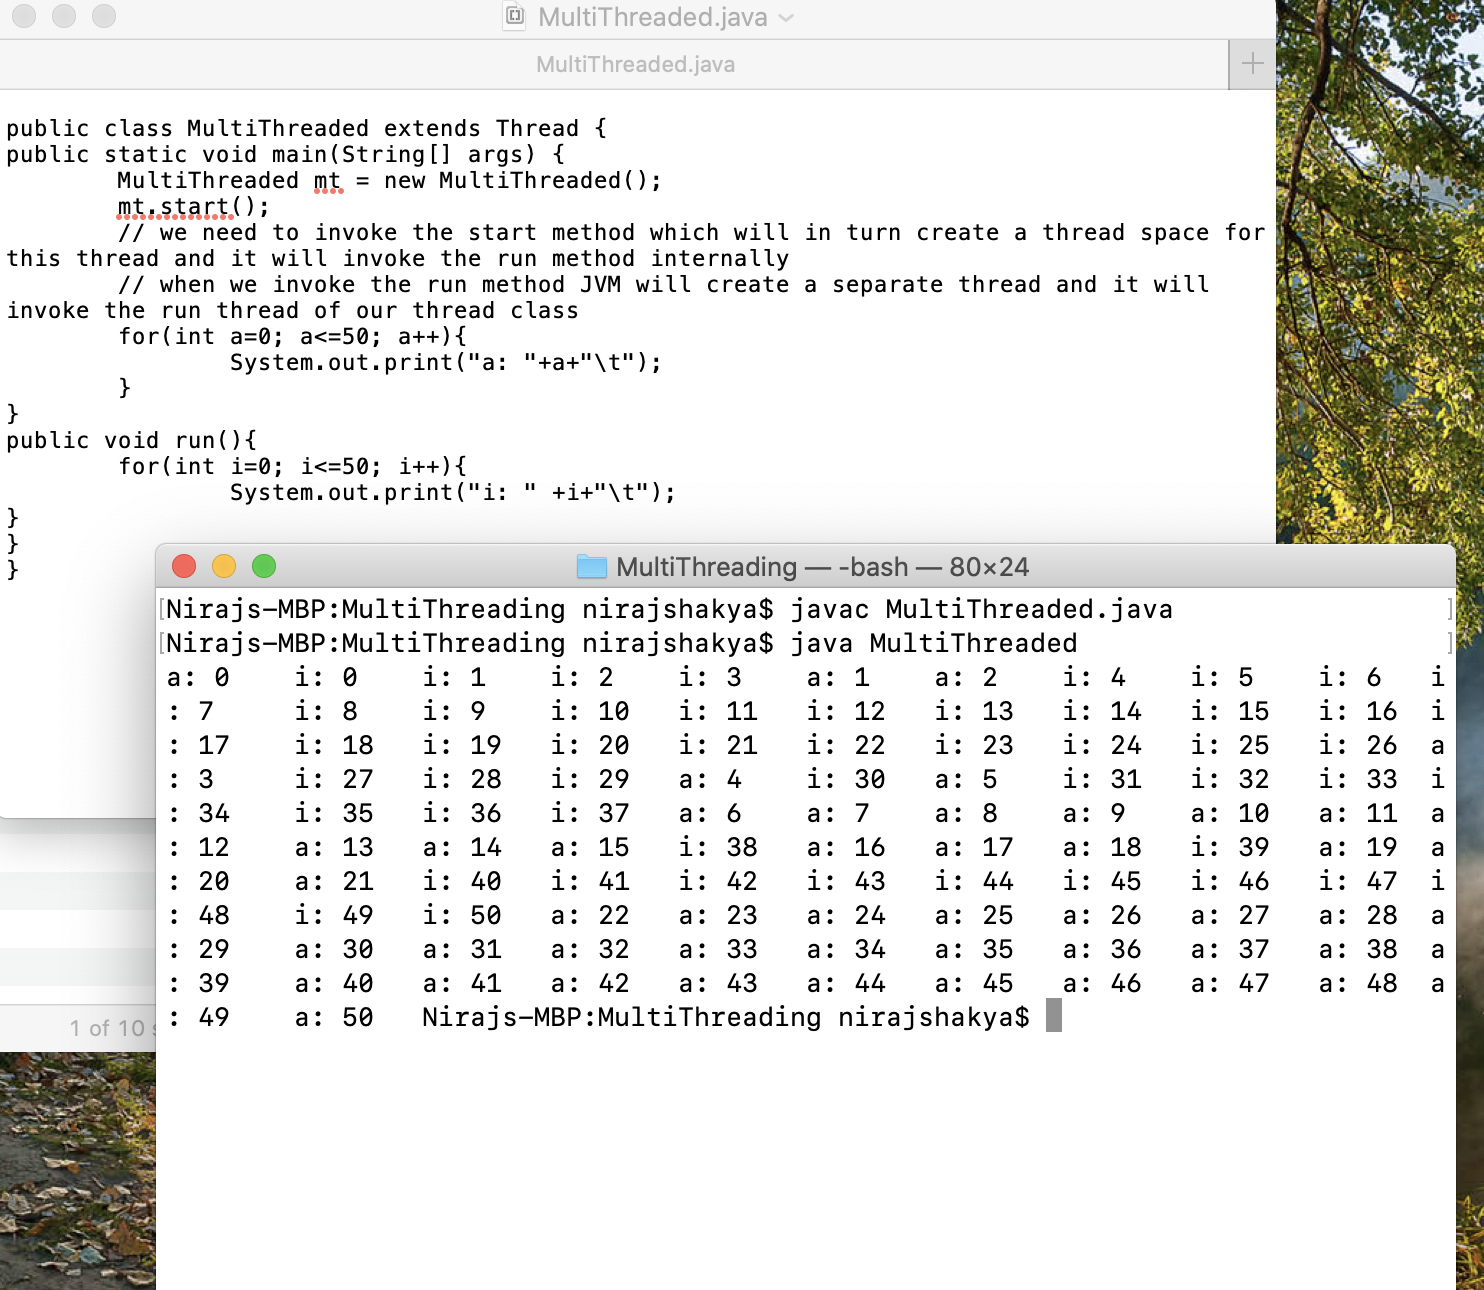 MultiThreaded.java
MultiThreaded.java
public class MultiThreaded extends Thread {
public static void main(String[] args) {
        MultiThreaded mt = new MultiThreaded();
        mt.start();
        // we need to invoke the start method which will in turn create a thread space for
this thread and it will invoke the run method internally
        // when we invoke the run method JVM will create a separate thread and it will
invoke the run thread of our thread class
        for(int a=0; a<=50; a++){
                System.out.print("a: "+a+"\t");
        }
}
public void run(){
        for(int i=0; i<=50; i++){
                System.out.print("i: " +i+"\t");
}
}
}
1 of 10
MultiThreading — -bash — 80×24
[Nirajs-MBP:MultiThreading nirajshakya$ javac MultiThreaded.java ]
[Nirajs-MBP:MultiThreading nirajshakya$ java MultiThreaded ]
a: 0    i: 0    i: 1    i: 2    i: 3    a: 1    a: 2    i: 4    i: 5    i: 6   i
: 7     i: 8    i: 9    i: 10   i: 11   i: 12   i: 13   i: 14   i: 15   i: 16  i
: 17    i: 18   i: 19   i: 20   i: 21   i: 22   i: 23   i: 24   i: 25   i: 26  a
: 3     i: 27   i: 28   i: 29   a: 4    i: 30   a: 5    i: 31   i: 32   i: 33  i
: 34    i: 35   i: 36   i: 37   a: 6    a: 7    a: 8    a: 9    a: 10   a: 11  a
: 12    a: 13   a: 14   a: 15   i: 38   a: 16   a: 17   a: 18   i: 39   a: 19  a
: 20    a: 21   i: 40   i: 41   i: 42   i: 43   i: 44   i: 45   i: 46   i: 47  i
: 48    i: 49   i: 50   a: 22   a: 23   a: 24   a: 25   a: 26   a: 27   a: 28  a
: 29    a: 30   a: 31   a: 32   a: 33   a: 34   a: 35   a: 36   a: 37   a: 38  a
: 39    a: 40   a: 41   a: 42   a: 43   a: 44   a: 45   a: 46   a: 47   a: 48  a
: 49    a: 50   Nirajs-MBP:MultiThreading nirajshakya$